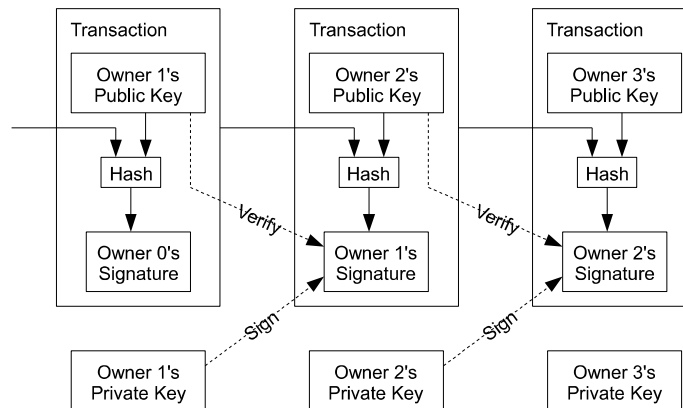 Transaction
Transaction
Transaction
Owner 1's
Public Key
Owner 2's
Public Key
Owner 3's
Public Key
Hash
Hash
Hash
Verify
Verify
Owner 0's
Signature
Owner 1's
Signature
Owner 2's
Signature
Sign
Sign
Owner 1's
Private Key
Owner 2's
Private Key
Owner 3's
Private Key